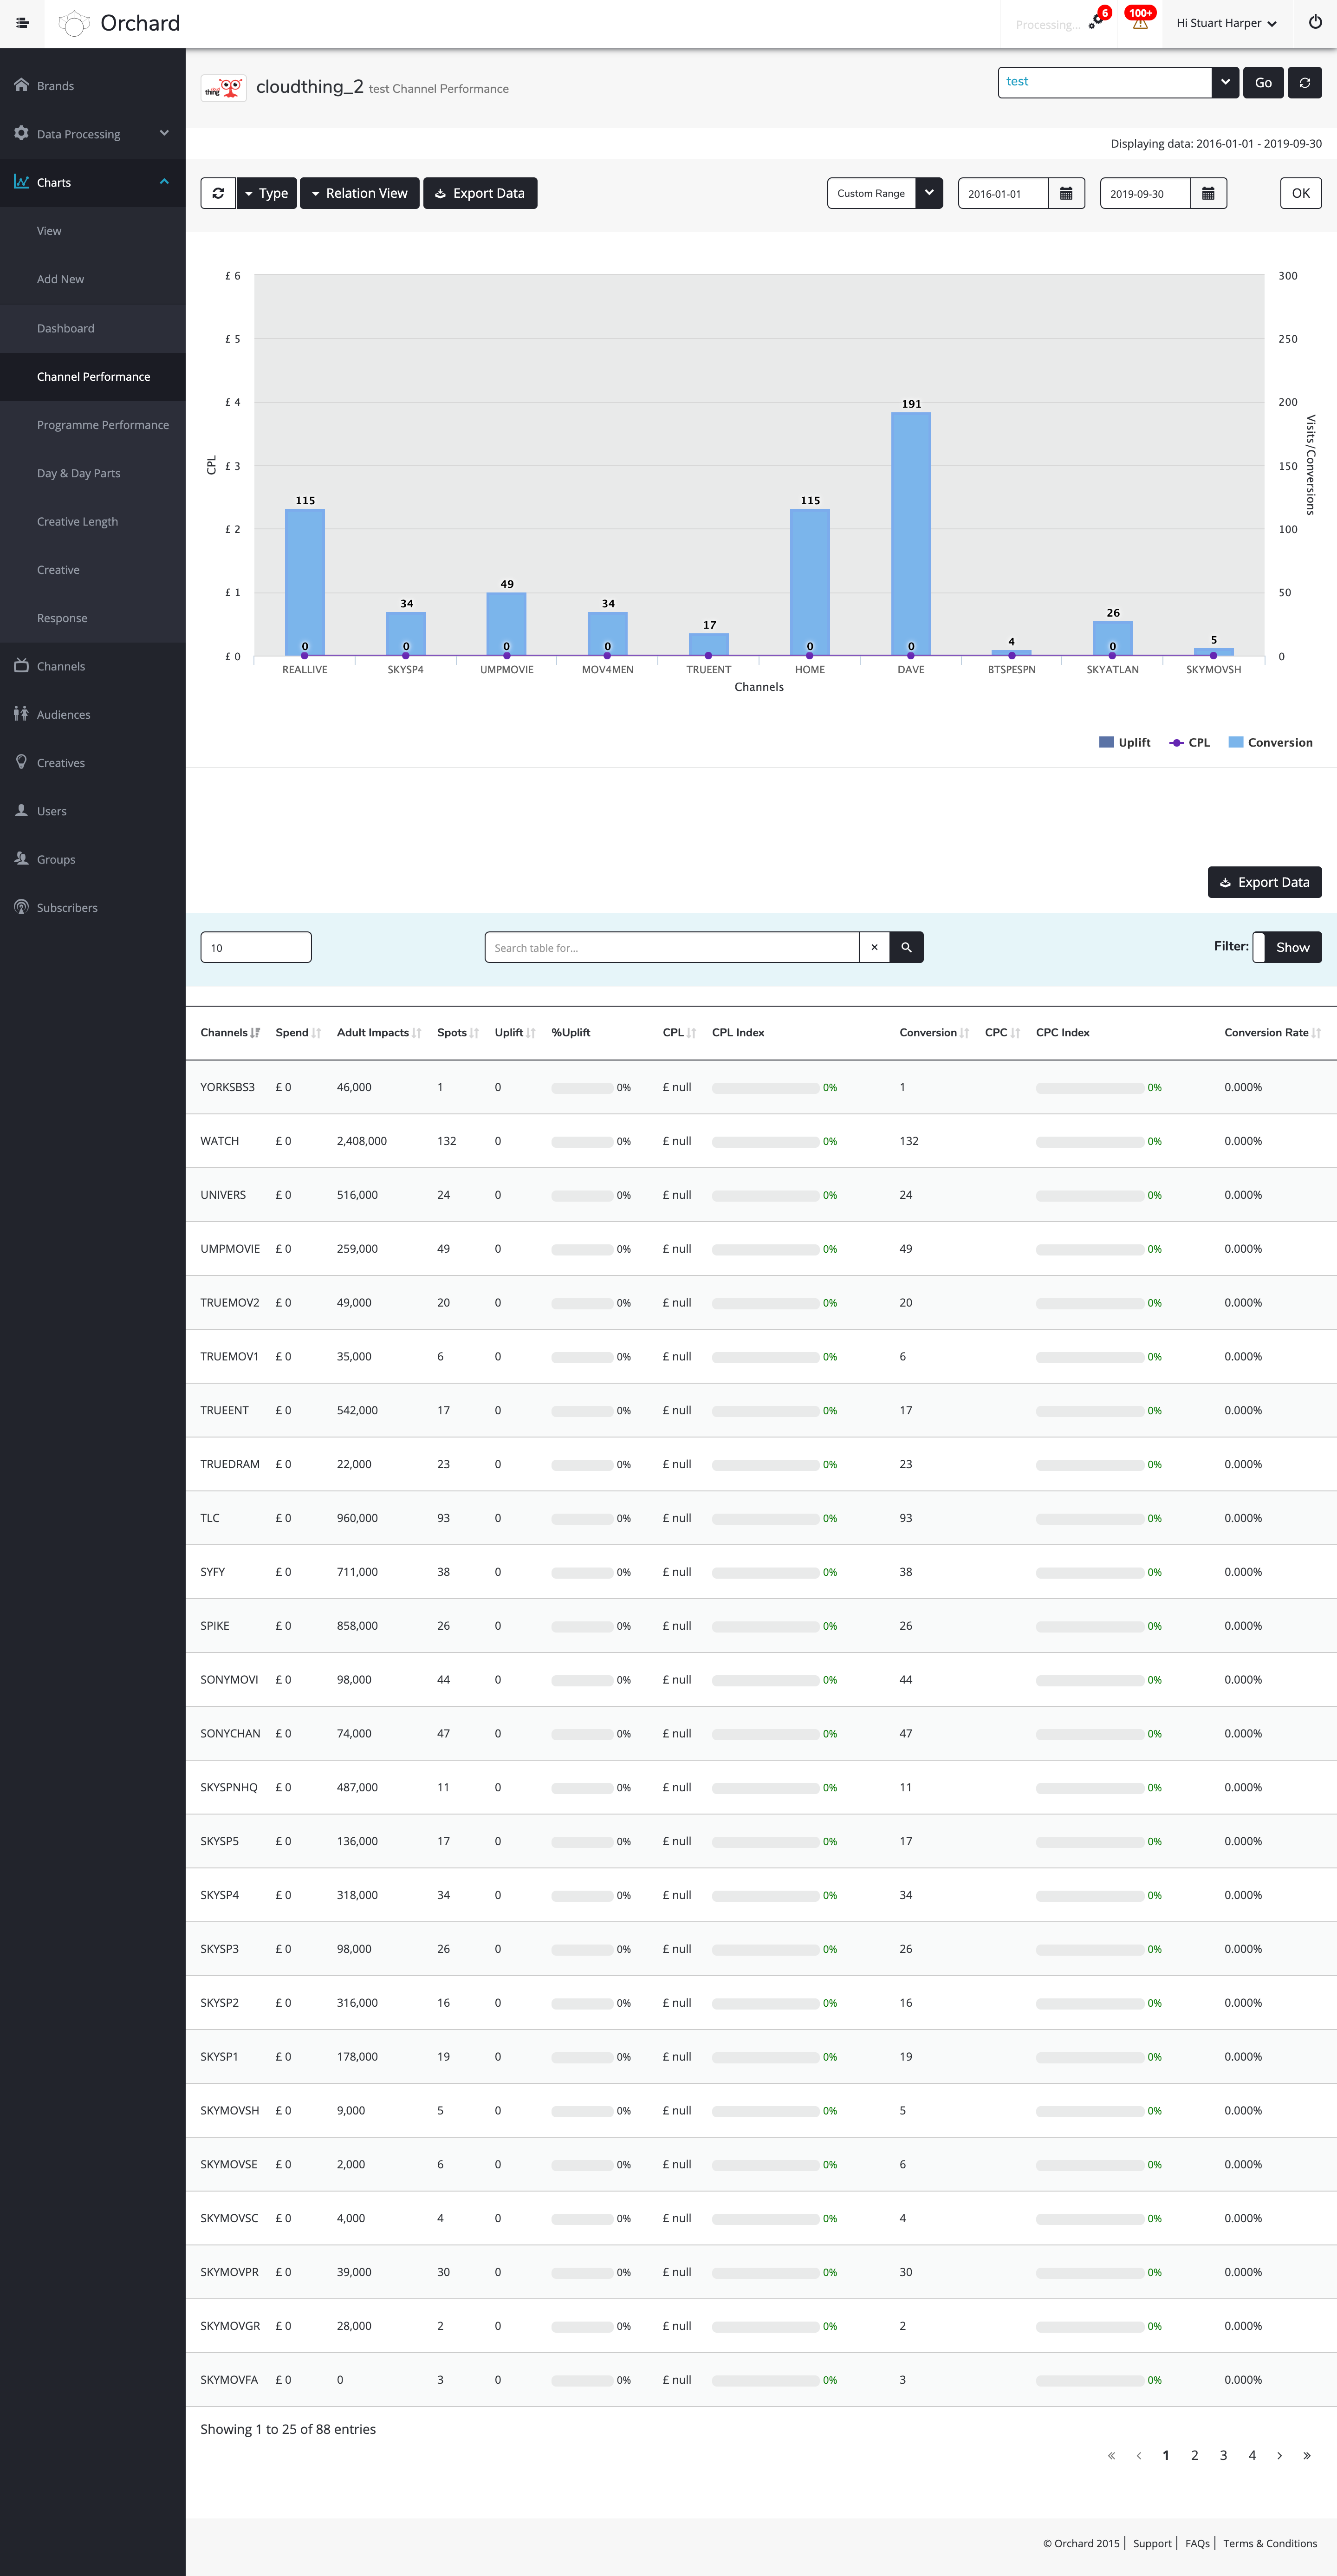 Orchard
Processing... 6 100+ Hi Stuart Harper
Brands
Data Processing
Charts
View
Add New
Dashboard
Channel Performance
Programme Performance
Day & Day Parts
Creative Length
Creative
Response
Channels
Audiences
Creatives
Users
Groups
Subscribers
thing cloudthing_2 test Channel Performance test Go
Displaying data: 2016-01-01 - 2019-09-30
Type Relation View Export Data Custom Range 2016-01-01 2019-09-30 OK
£ 6 300
£ 5 250
£ 4 200
£ 3 150
£ 2 100
£ 1 50
£ 0 0
CPL
Visits/Conversions
115 34 49 34 17 115 191 4 26 5
0 0 0 0 0 0 0
REALLIVE SKYSP4 UMPMOVIE MOV4MEN TRUEENT HOME DAVE BTSPESPN SKYATLAN SKYMOVSH
Channels
Uplift CPL Conversion
Export Data
10 Search table for... × Filter: Show
Channels Spend Adult Impacts Spots Uplift %Uplift CPL CPL Index Conversion CPC CPC Index Conversion Rate
YORKSBS3 £ 0 46,000 1 0 0% £ null 0% 1 0% 0.000%
WATCH £ 0 2,408,000 132 0 0% £ null 0% 132 0% 0.000%
UNIVERS £ 0 516,000 24 0 0% £ null 0% 24 0% 0.000%
UMPMOVIE £ 0 259,000 49 0 0% £ null 0% 49 0% 0.000%
TRUEMOV2 £ 0 49,000 20 0 0% £ null 0% 20 0% 0.000%
TRUEMOV1 £ 0 35,000 6 0 0% £ null 0% 6 0% 0.000%
TRUEENT £ 0 542,000 17 0 0% £ null 0% 17 0% 0.000%
TRUEDRAM £ 0 22,000 23 0 0% £ null 0% 23 0% 0.000%
TLC £ 0 960,000 93 0 0% £ null 0% 93 0% 0.000%
SYFY £ 0 711,000 38 0 0% £ null 0% 38 0% 0.000%
SPIKE £ 0 858,000 26 0 0% £ null 0% 26 0% 0.000%
SONYMOVI £ 0 98,000 44 0 0% £ null 0% 44 0% 0.000%
SONYCHAN £ 0 74,000 47 0 0% £ null 0% 47 0% 0.000%
SKYSPNHQ £ 0 487,000 11 0 0% £ null 0% 11 0% 0.000%
SKYSP5 £ 0 136,000 17 0 0% £ null 0% 17 0% 0.000%
SKYSP4 £ 0 318,000 34 0 0% £ null 0% 34 0% 0.000%
SKYSP3 £ 0 98,000 26 0 0% £ null 0% 26 0% 0.000%
SKYSP2 £ 0 316,000 16 0 0% £ null 0% 16 0% 0.000%
SKYSP1 £ 0 178,000 19 0 0% £ null 0% 19 0% 0.000%
SKYMOVSH £ 0 9,000 5 0 0% £ null 0% 5 0% 0.000%
SKYMOVSE £ 0 2,000 6 0 0% £ null 0% 6 0% 0.000%
SKYMOVSC £ 0 4,000 4 0 0% £ null 0% 4 0% 0.000%
SKYMOVPR £ 0 39,000 30 0 0% £ null 0% 30 0% 0.000%
SKYMOVGR £ 0 28,000 2 0 0% £ null 0% 2 0% 0.000%
SKYMOVFA £ 0 0 3 0 0% £ null 0% 3 0% 0.000%
Showing 1 to 25 of 88 entries
« ‹ 1 2 3 4 › »
© Orchard 2015 | Support | FAQs | Terms & Conditions